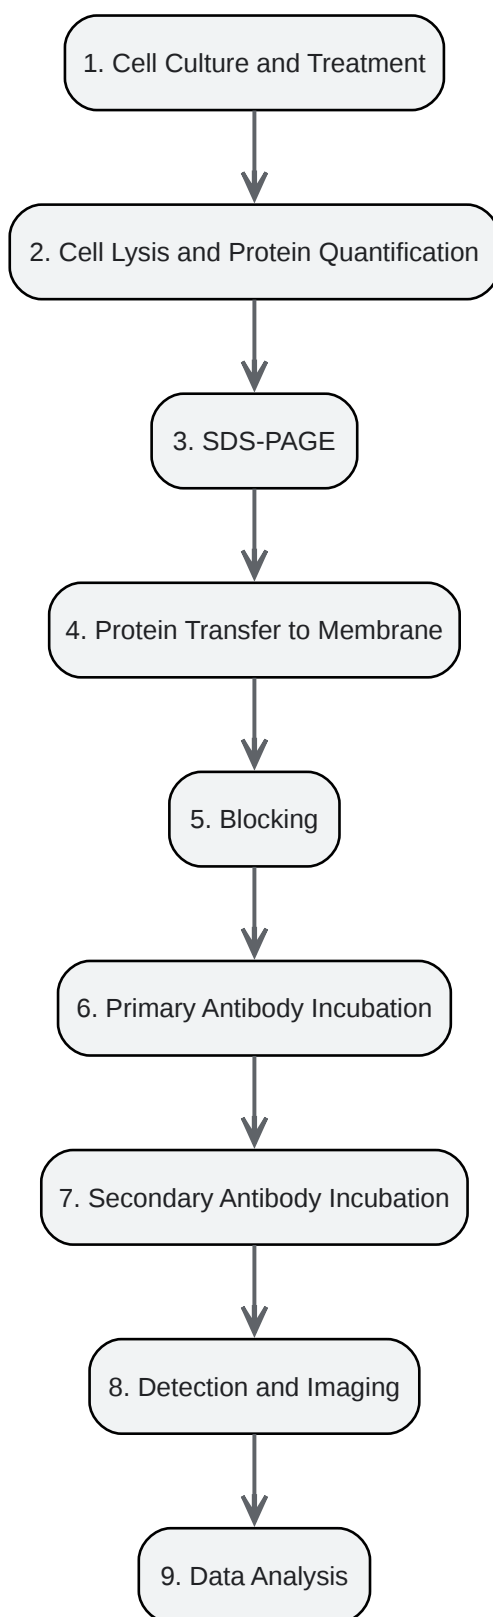 1. Cell Culture and Treatment
2. Cell Lysis and Protein Quantification
3. SDS-PAGE
4. Protein Transfer to Membrane
5. Blocking
6. Primary Antibody Incubation
7. Secondary Antibody Incubation
8. Detection and Imaging
9. Data Analysis